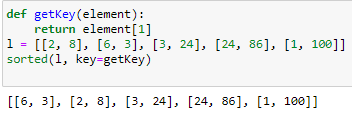 def getKey(element):
    return element[1]
l = [[2, 8], [6, 3], [3, 24], [24, 86], [1, 100]]
sorted(l, key=getKey)
[[6, 3], [2, 8], [3, 24], [24, 86], [1, 100]]